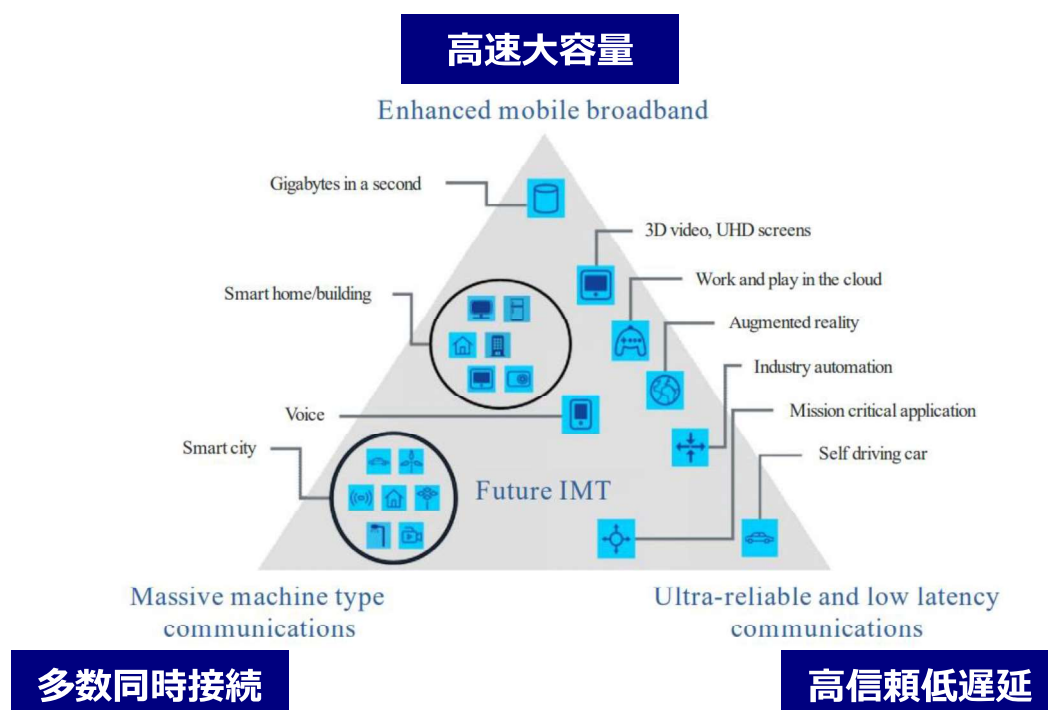 高速大容量
Enhanced mobile broadband
Gigabytes in a second
3D video, UHD screens
Work and play in the cloud
Smart home/building
Augmented reality
Industry automation
Voice
Mission critical application
Smart city
Self driving car
Future IMT
Massive machine type
communications
Ultra-reliable and low latency
communications
多数同時接続
高信頼低遅延